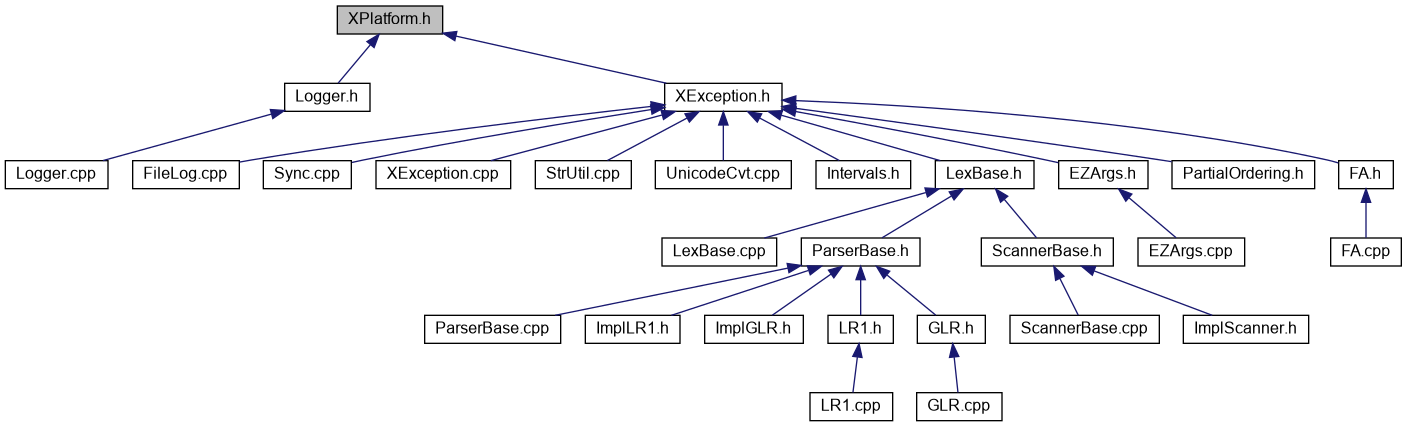 XPlatform.h
Logger.h
XException.h
Logger.cpp
FileLog.cpp
Sync.cpp
XException.cpp
StrUtil.cpp
UnicodeCvt.cpp
Intervals.h
LexBase.h
EZArgs.h
PartialOrdering.h
FA.h
LexBase.cpp
ParserBase.h
ScannerBase.h
EZArgs.cpp
FA.cpp
ParserBase.cpp
ImplLR1.h
ImplGLR.h
LR1.h
GLR.h
ScannerBase.cpp
ImplScanner.h
LR1.cpp
GLR.cpp